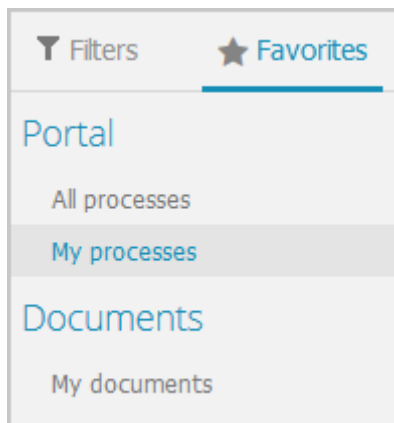 Filters Favorites
Portal
All processes
My processes
Documents
My documents